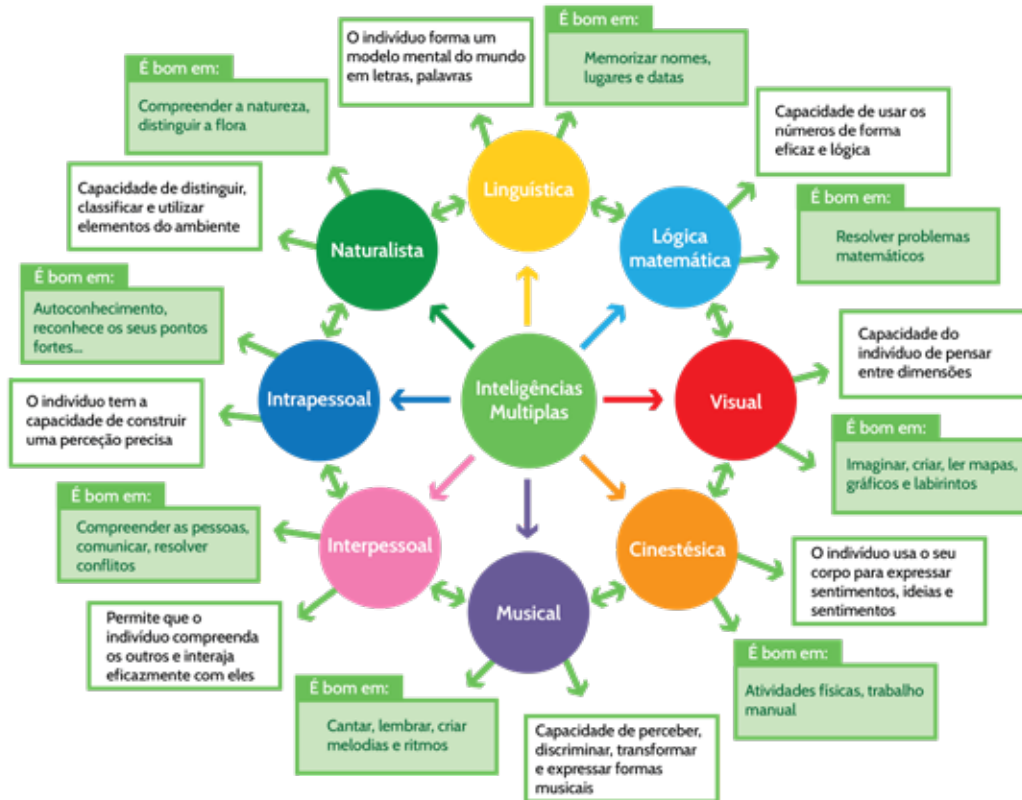 O indivíduo forma um
modelo mental do mundo
em letras, palavras
É bom em:
Memorizar nomes,
lugares e datas
É bom em:
Compreender a natureza,
distinguir a flora
Capacidade de usar os
números de forma
eficaz e lógica
Linguística
Capacidade de distinguir,
classificar e utilizar
elementos do ambiente
Naturalista
Lógica
matemática
É bom em:
Resolver problemas
matemáticos
É bom em:
Autoconhecimento,
reconhece os seus pontos
fortes...
Capacidade do
indivíduo de pensar
entre dimensões
Intrapessoal
Inteligências
Multiplas
Visual
O indivíduo tem a
capacidade de construir
uma perceção precisa
É bom em:
Imaginar, criar, ler mapas,
gráficos e labirintos
É bom em:
Compreender as pessoas,
comunicar, resolver
conflitos
Interpessoal
Cinestésica
O indivíduo usa o seu
corpo para expressar
sentimentos, ideias e
sentimentos
Musical
Permite que o
indivíduo compreenda
os outros e interaja
eficazmente com eles
É bom em:
Atividades físicas, trabalho
manual
É bom em:
Cantar, lembrar, criar
melodias e ritmos
Capacidade de perceber,
discriminar, transformar
e expressar formas
musicais